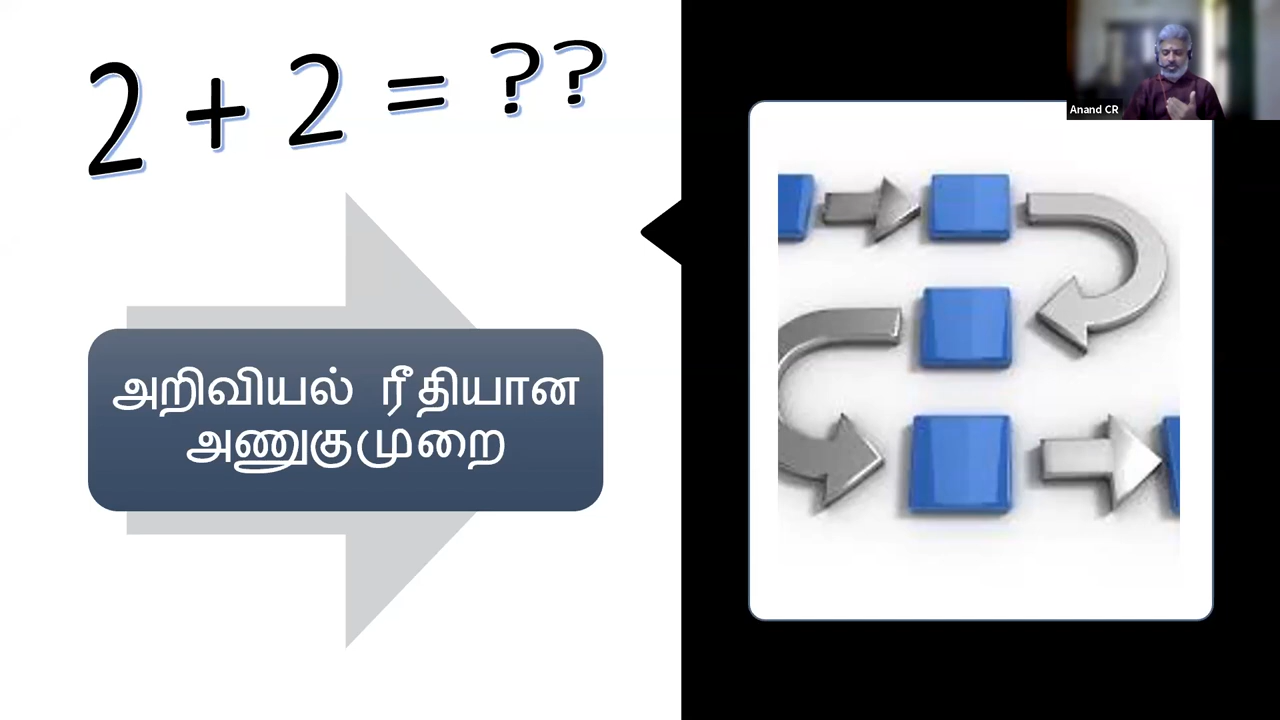 2 + 2 = ??
Anand CR
அறிவியல் ரீதியான
அணுகுமுறை